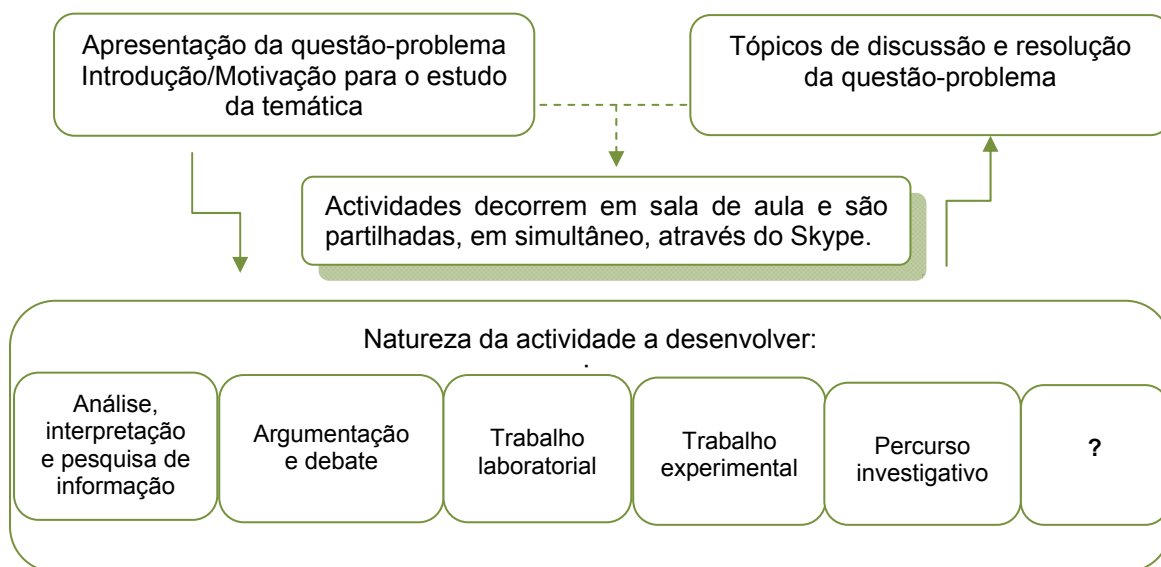 Apresentação da questão-problema
Introdução/Motivação para o estudo
da temática
Tópicos de discussão e resolução
da questão-problema
Actividades decorrem em sala de aula e são
partilhadas, em simultâneo, através do Skype.
Natureza da actividade a desenvolver:
.
Análise,
interpretação
e pesquisa de
informação
Argumentação
e debate
Trabalho
laboratorial
Trabalho
experimental
Percurso
investigativo
?